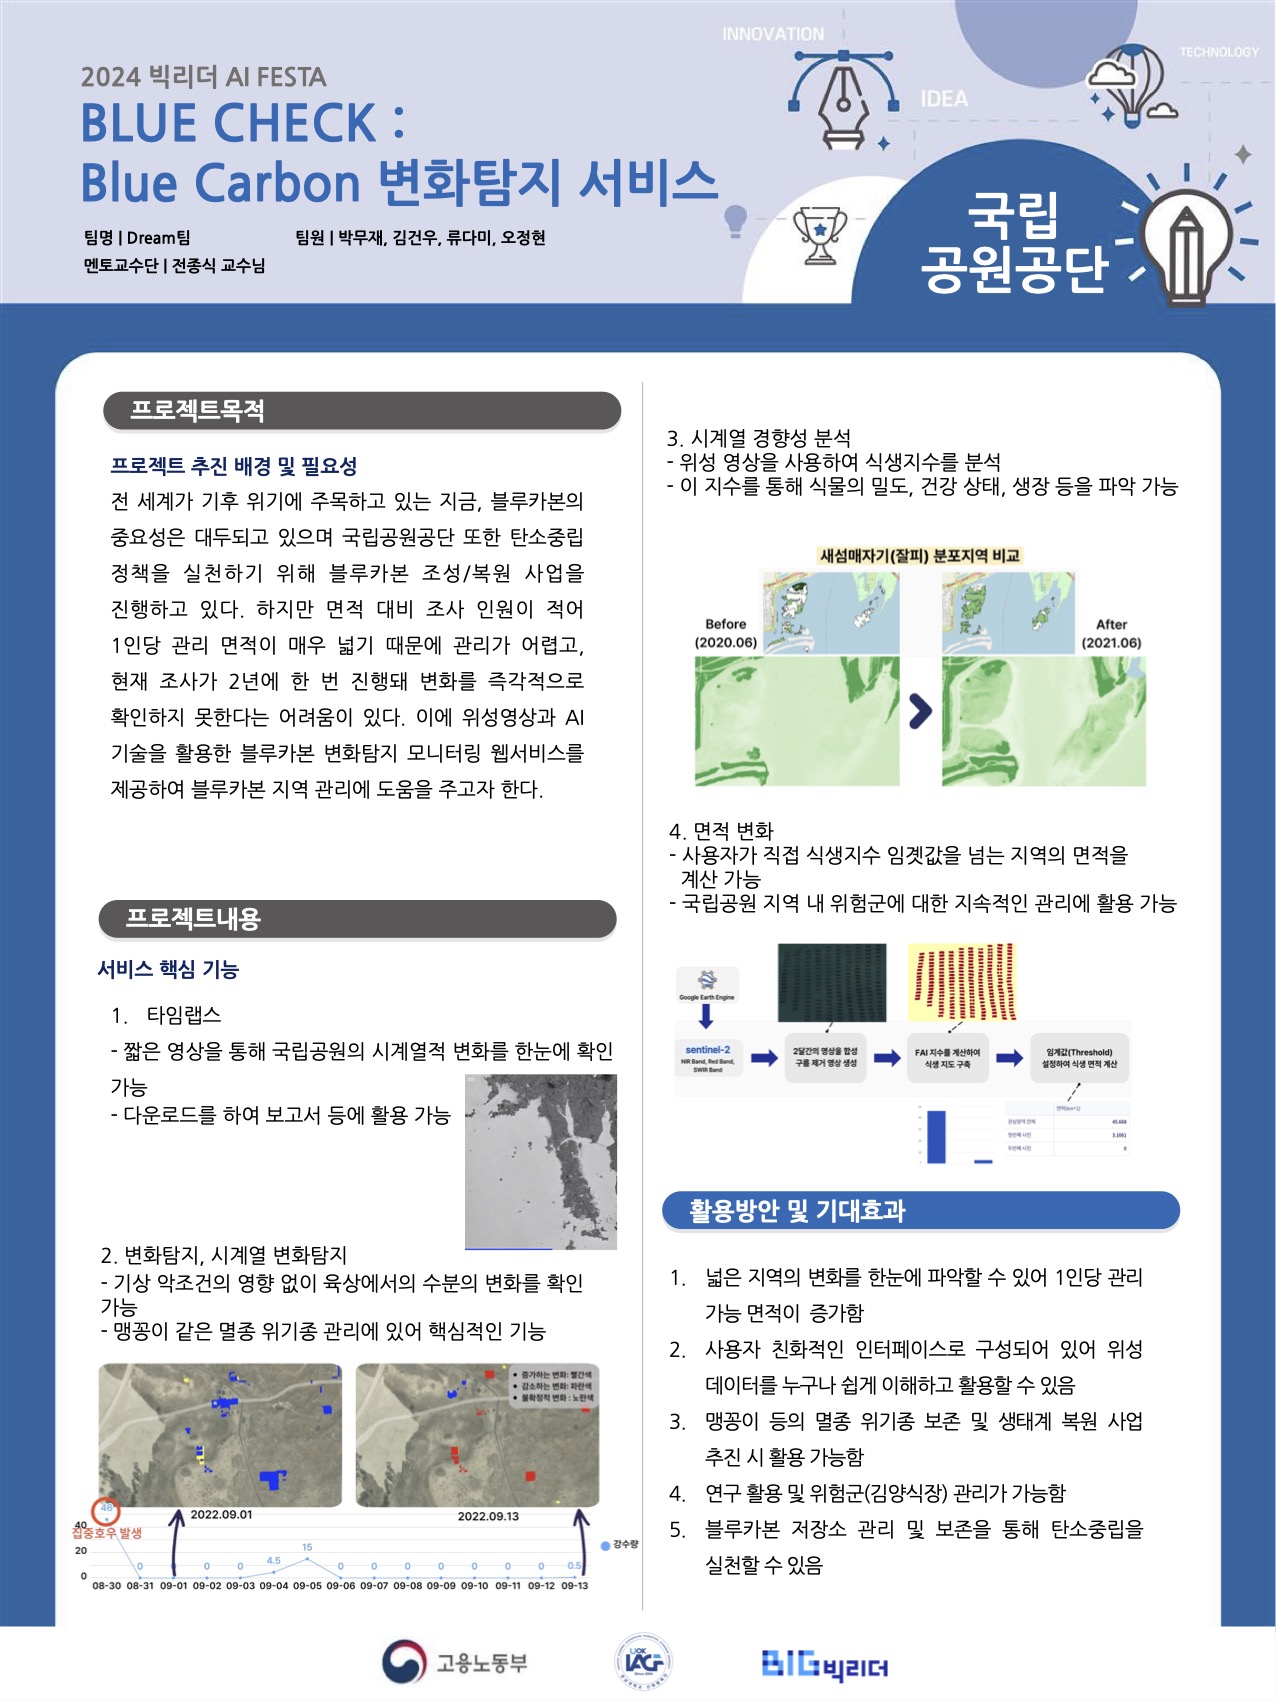 INNOVATION
TECHNOLOGY
IDEA
2024 빅리더 AI FESTA
BLUE CHECK :
Blue Carbon 변화탐지 서비스
팀명 | Dream팀
팀원 | 박무재, 김건우, 류다미, 오정현
멘토교수단 | 전종식 교수님
국립
공원공단
프로젝트목적
프로젝트 추진 배경 및 필요성
전 세계가 기후 위기에 주목하고 있는 지금, 블루카본의
중요성은 대두되고 있으며 국립공원공단 또한 탄소중립
정책을 실천하기 위해 블루카본 조성/복원 사업을
진행하고 있다. 하지만 면적 대비 조사 인원이 적어
1인당 관리 면적이 매우 넓기 때문에 관리가 어렵고,
현재 조사가 2년에 한 번 진행돼 변화를 즉각적으로
확인하지 못한다는 어려움이 있다. 이에 위성영상과 AI
기술을 활용한 블루카본 변화탐지 모니터링 웹서비스를
제공하여 블루카본 지역 관리에 도움을 주고자 한다.
프로젝트내용
서비스 핵심 기능
1. 타임랩스
- 짧은 영상을 통해 국립공원의 시계열적 변화를 한눈에 확인
가능
- 다운로드를 하여 보고서 등에 활용 가능
2. 변화탐지, 시계열 변화탐지
- 기상 악조건의 영향 없이 육상에서의 수분의 변화를 확인
가능
- 맹꽁이 같은 멸종 위기종 관리에 있어 핵심적인 기능
• 증가하는 변화: 빨간색
• 감소하는 변화: 파란색
• 불확정적 변화 : 노란색
2022.09.01
2022.09.13
46
집중호우 발생
40
20
0
0 0 0 0 4.5 15 0 0 0 0 0 0 0 0.5
강수량
08-30 08-31 09-01 09-02 09-03 09-04 09-05 09-06 09-07 09-08 09-09 09-10 09-11 09-12 09-13
3. 시계열 경향성 분석
- 위성 영상을 사용하여 식생지수를 분석
- 이 지수를 통해 식물의 밀도, 건강 상태, 생장 등을 파악 가능
새섬매자기(잘피) 분포지역 비교
Before
(2020.06)
After
(2021.06)
4. 면적 변화
- 사용자가 직접 식생지수 임곗값을 넘는 지역의 면적을
계산 가능
- 국립공원 지역 내 위험군에 대한 지속적인 관리에 활용 가능
Google Earth Engine
sentinel-2
NIR Band, Red Band,
SWIR Band
2달간의 영상을 합성
구름 제거 영상 생성
FAI 지수를 계산하여
식생 지도 구축
임계값(Threshold)
설정하여 식생 면적 계산
면적(km^2)
관심영역 전체 45.668
첫번째 사진 3.1061
두번째 사진 0
활용방안 및 기대효과
1. 넓은 지역의 변화를 한눈에 파악할 수 있어 1인당 관리
가능 면적이 증가함
2. 사용자 친화적인 인터페이스로 구성되어 있어 위성
데이터를 누구나 쉽게 이해하고 활용할 수 있음
3. 맹꽁이 등의 멸종 위기종 보존 및 생태계 복원 사업
추진 시 활용 가능함
4. 연구 활용 및 위험군(김양식장) 관리가 가능함
5. 블루카본 저장소 관리 및 보존을 통해 탄소중립을
실천할 수 있음
고용노동부
UOK
IACF
BIG 빅리더